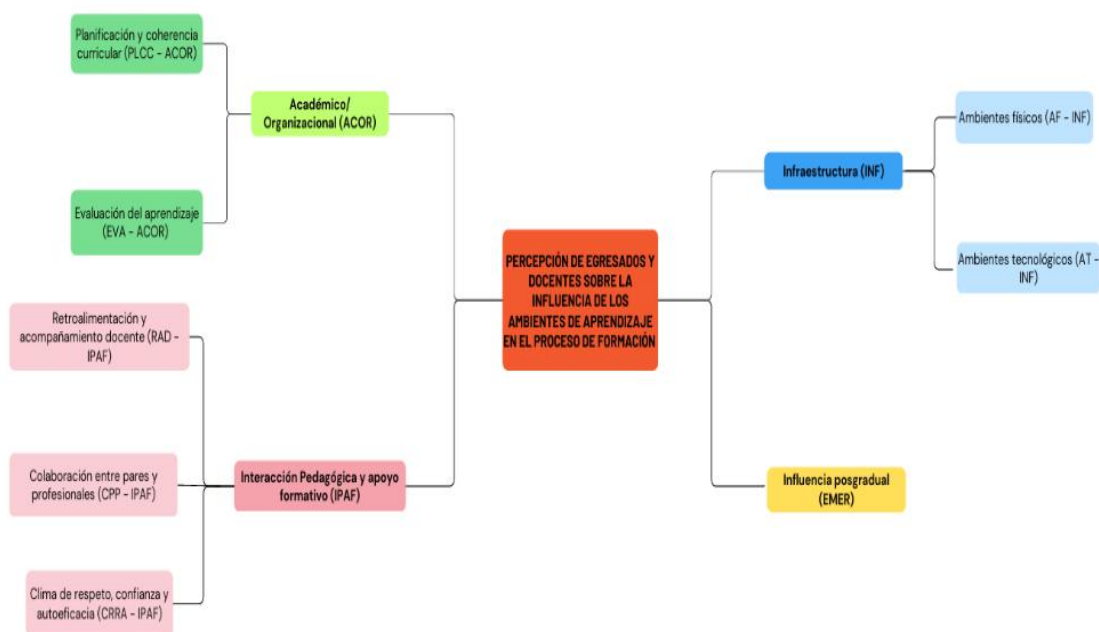 Planificación y coherencia
curricular (PLCC - ACOR)
Académico/
Organizacional (ACOR)
Evaluación del aprendizaje
(EVA - ACOR)
Retroalimentación y
acompañamiento docente (RAD -
IPAF)
Colaboración entre pares y
profesionales (CPP - IPAF)
Interacción Pedagógica y apoyo
formativo (IPAF)
Clima de respeto, confianza y
autoeficacia (CRRA - IPAF)
PERCEPCIÓN DE EGRESADOS Y
DOCENTES SOBRE LA
INFLUENCIA DE LOS
AMBIENTES DE APRENDIZAJE
EN EL PROCESO DE FORMACIÓN
Infraestructura (INF)
Ambientes físicos (AF - INF)
Ambientes tecnológicos (AT -
INF)
Influencia posgradual
(EMER)